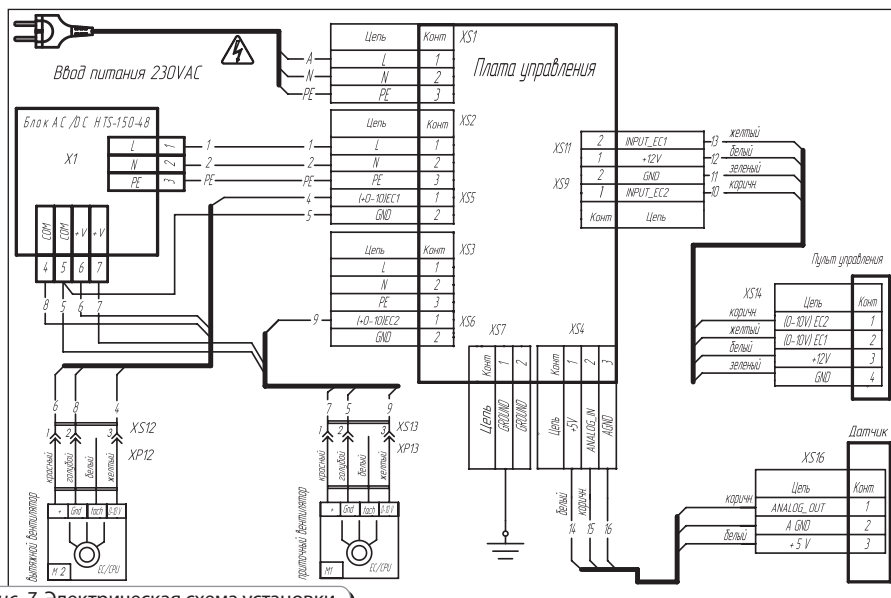 Ввод питания 230VAC
A
N
PE
Цепь Конт XS1
L 1
N 2
PE 3
Плата управления
Блок AC/DC HTS-150-48
X1
L 1
N 2
PE 3
COM COM +V +V
4 5 6 7
8 5 6 7
1 1
2 2
PE PE
4
5
Цепь Конт XS2
L 1
N 2
PE 3
(+0-10)EC1 1 XS5
GND 2
Цепь Конт XS3
L 1
N 2
PE 3
9 (+0-10)EC2 1 XS6
GND 2
XS11 2 INPUT_EC1 13 желтый
1 +12V 12 белый
XS9 2 GND 11 зеленый
1 INPUT_EC2 10 коричн.
Конт Цепь
Пульт управления
XS14
Цепь Конт
коричн. (0-10V) EC2 1
желтый (0-10V) EC1 2
белый +12V 3
зеленый GND 4
XS7
Конт 1 2
Цепь GROUND GROUND
XS4
Конт 1 2 3
Цепь +5V ANALOG_IN AGND
белый коричн.
14 15 16
Датчик
XS16
Цепь Конт.
коричн. ANALOG_OUT 1
A GND 2
белый +5 V 3
6 8 4
1 2 3 XS12
XP12
красный голубой белый желтый
вытяжной вентилятор
+ Gnd tach 0-10 V
M 2 EC/CPU
7 5 9
1 2 3 XS13
XP13
красный голубой белый желтый
приточный вентилятор
+ Gnd tach 0-10 V
M1 EC/CPU
ис. 7 Электрическая схема установки